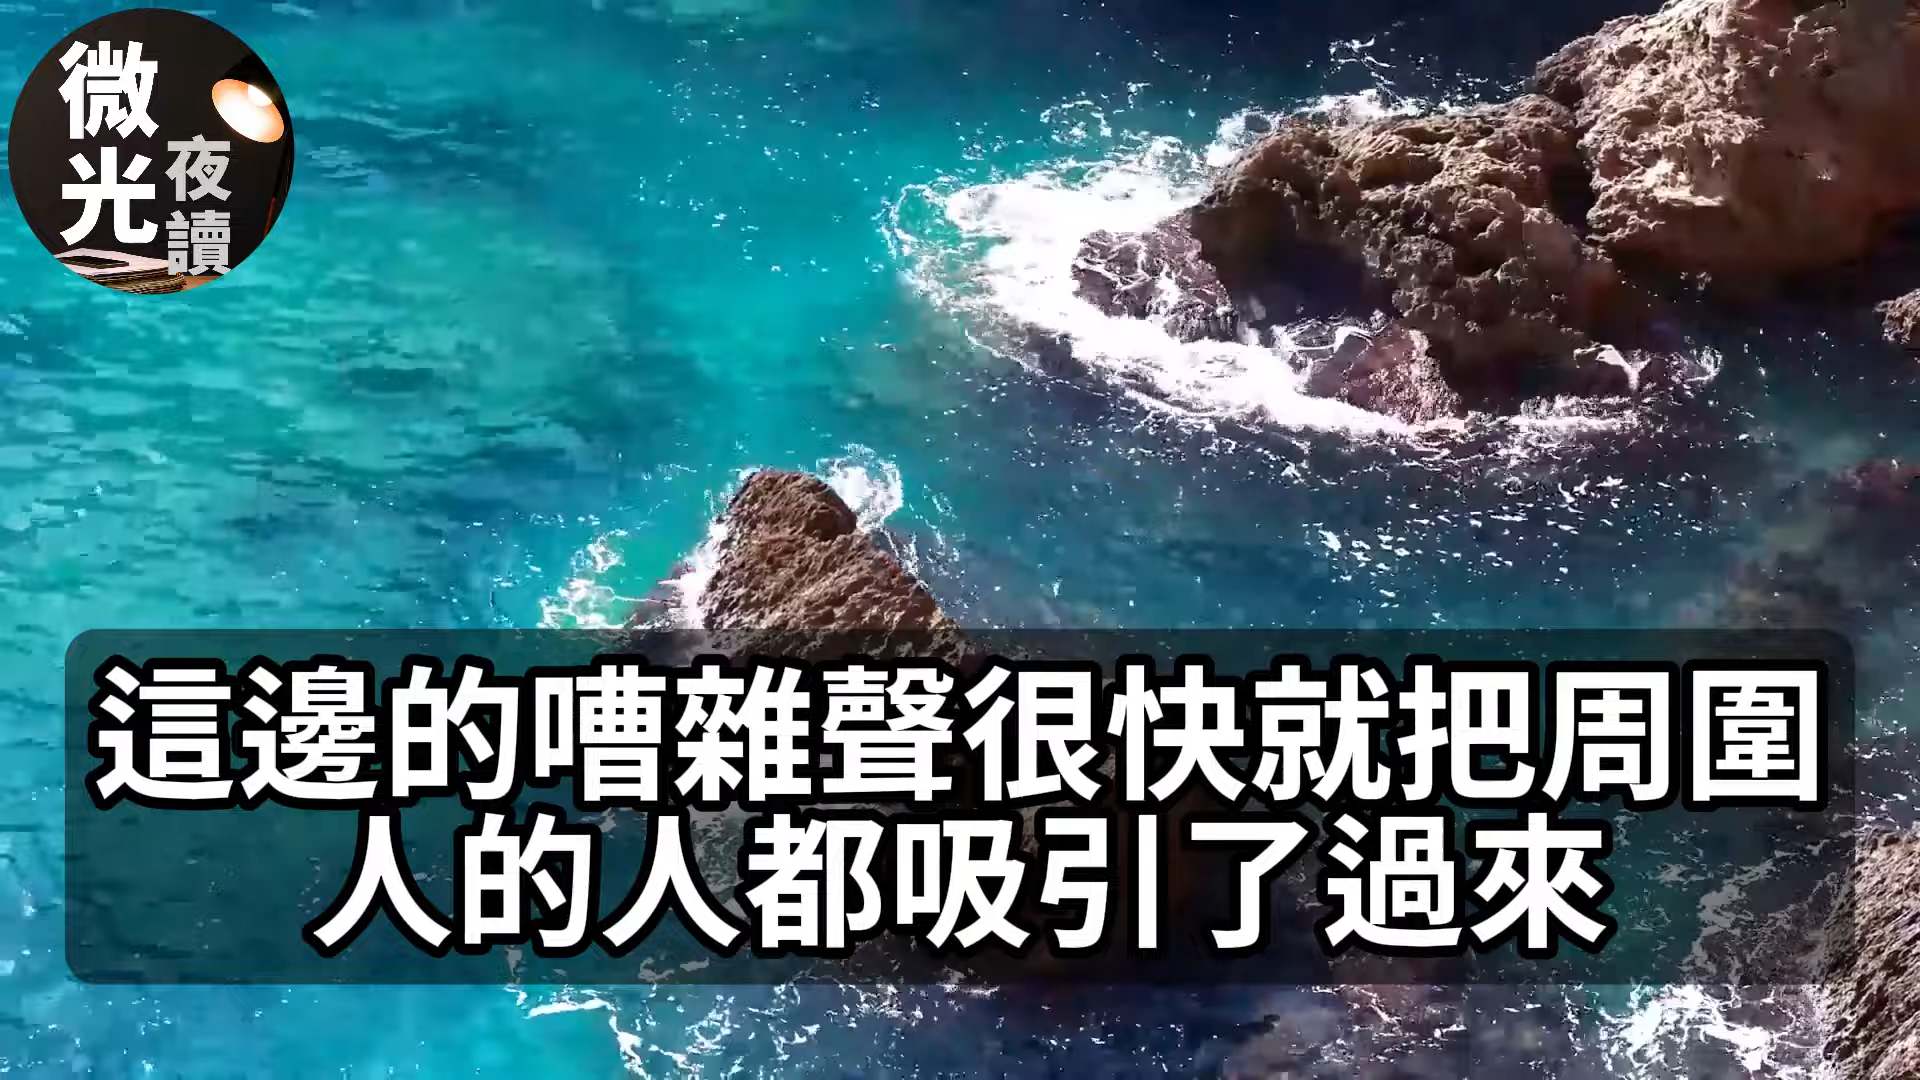 微光
夜讀
這邊的嘈雜聲很快就把周圍
人的人都吸引了過來